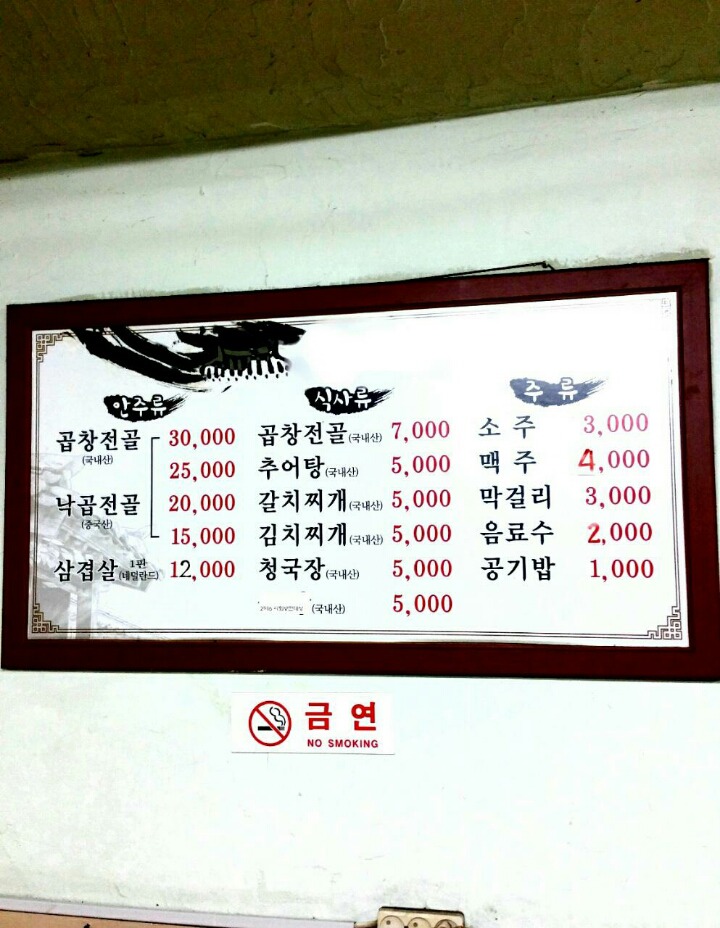 안주류
곱창전골 30,000
(국내산)
25,000
낙곱전골 20,000
(중국산)
15,000
삼겹살 1판 (네덜란드) 12,000
식사류
곱창전골(국내산) 7,000
추어탕(국내산) 5,000
갈치찌개(국내산) 5,000
김치찌개(국내산) 5,000
청국장(국내산) 5,000
(국내산) 5,000
주류
소주 3,000
맥주 4,000
막걸리 3,000
음료수 2,000
공기밥 1,000
금연
NO SMOKING